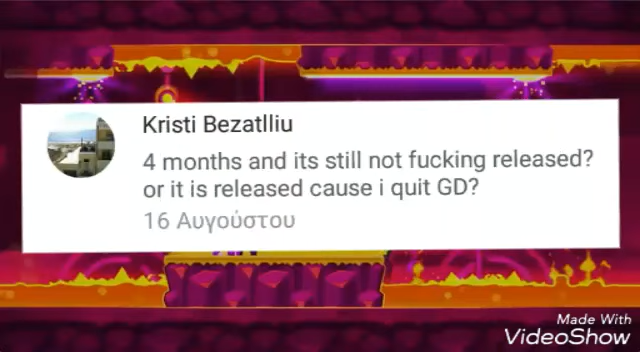 Kristi Bezatlliu
4 months and its still not fucking released?
or it is released cause i quit GD?
16 Αυγούστου
Made With
VideoShow